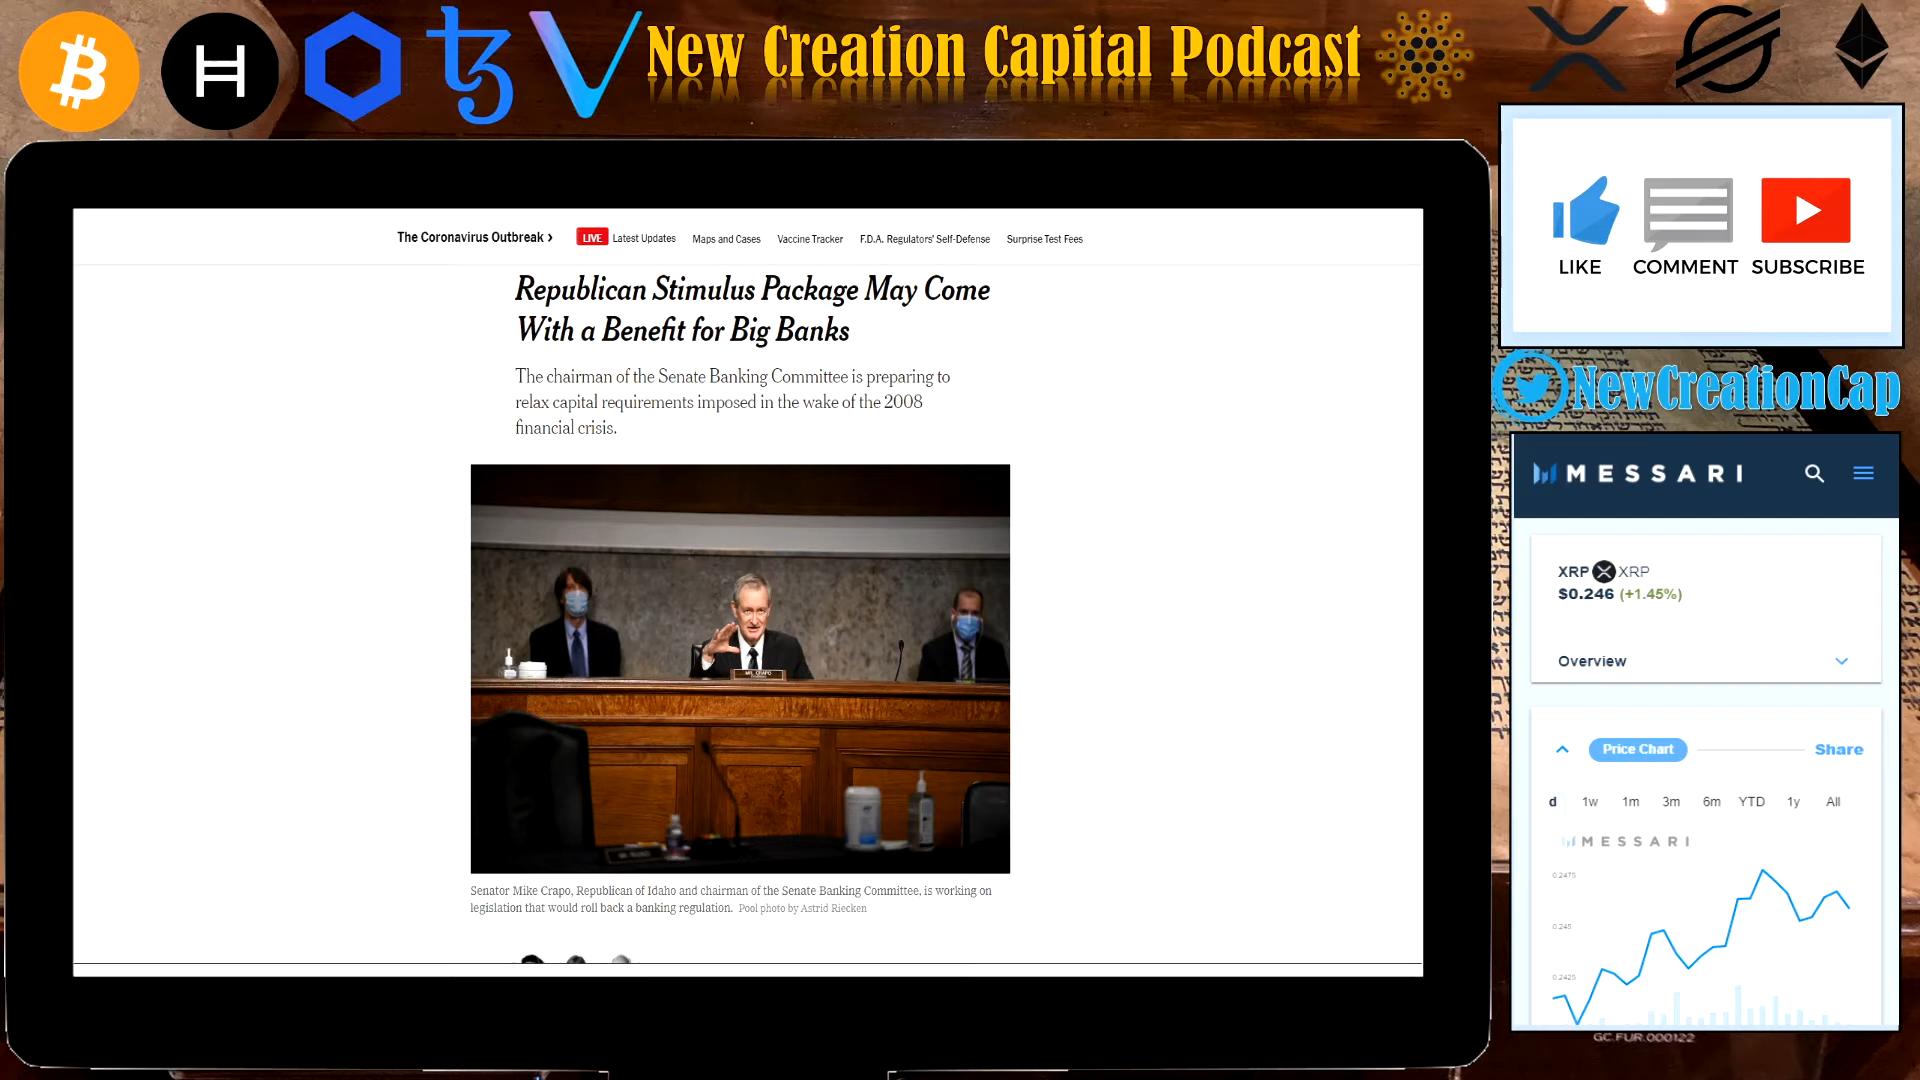 New Creation Capital Podcast
The Coronavirus Outbreak ›
LIVE Latest Updates
Maps and Cases
Vaccine Tracker
F.D.A. Regulators' Self-Defense
Surprise Test Fees
Republican Stimulus Package May Come
With a Benefit for Big Banks
The chairman of the Senate Banking Committee is preparing to
relax capital requirements imposed in the wake of the 2008
financial crisis.
MR. CRAPO
Senator Mike Crapo, Republican of Idaho and chairman of the Senate Banking Committee, is working on
legislation that would roll back a banking regulation. Pool photo by Astrid Riecken
LIKE
COMMENT
SUBSCRIBE
NewCreationCap
MESSARI
XRP XRP
$0.246 (+1.45%)
Overview
Price Chart
Share
d 1w 1m 3m 6m YTD 1y All
MESSARI
0.2475
0.245
0.2425
GC.FUR.000122